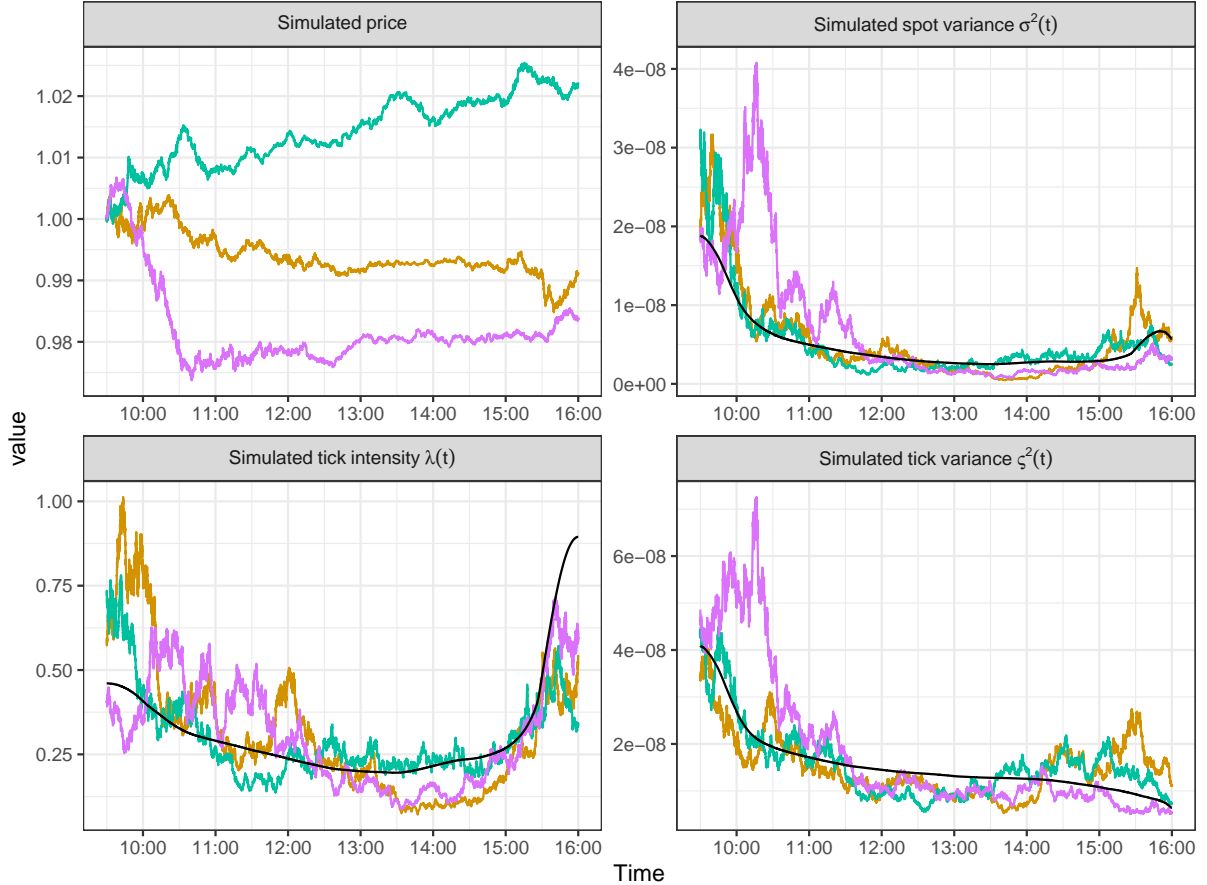 Simulated price
Simulated spot variance σ²(t)
1.02
1.01
1.00
0.99
0.98
4e−08
3e−08
2e−08
1e−08
0e+00
10:00 11:00 12:00 13:00 14:00 15:00 16:00
10:00 11:00 12:00 13:00 14:00 15:00 16:00
value
Simulated tick intensity λ(t)
Simulated tick variance ς²(t)
1.00
0.75
0.50
0.25
6e−08
4e−08
2e−08
10:00 11:00 12:00 13:00 14:00 15:00 16:00
10:00 11:00 12:00 13:00 14:00 15:00 16:00
Time